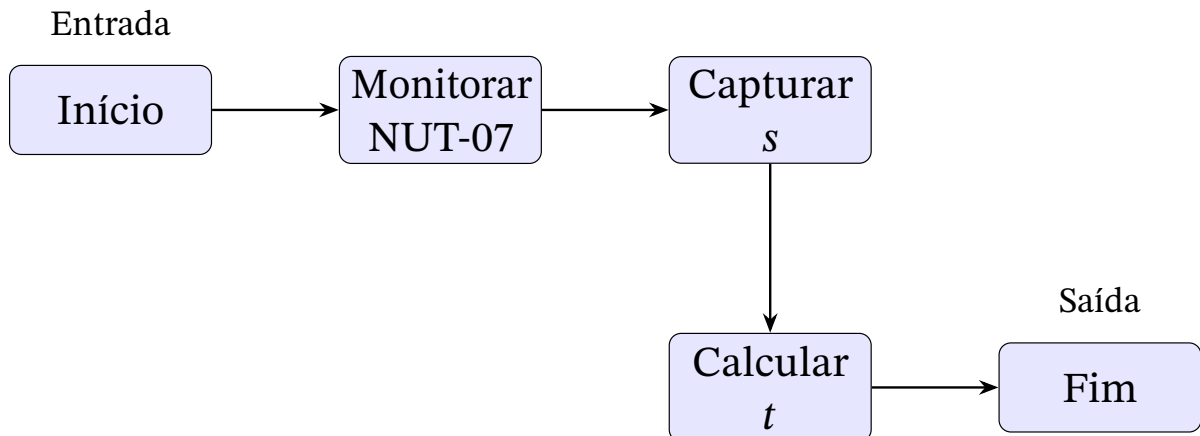 Entrada
Início
Monitorar
NUT-07
Capturar
s
Calcular
t
Saída
Fim